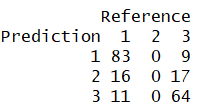 Reference
Prediction 1 2 3
1 83 0 9
2 16 0 17
3 11 0 64